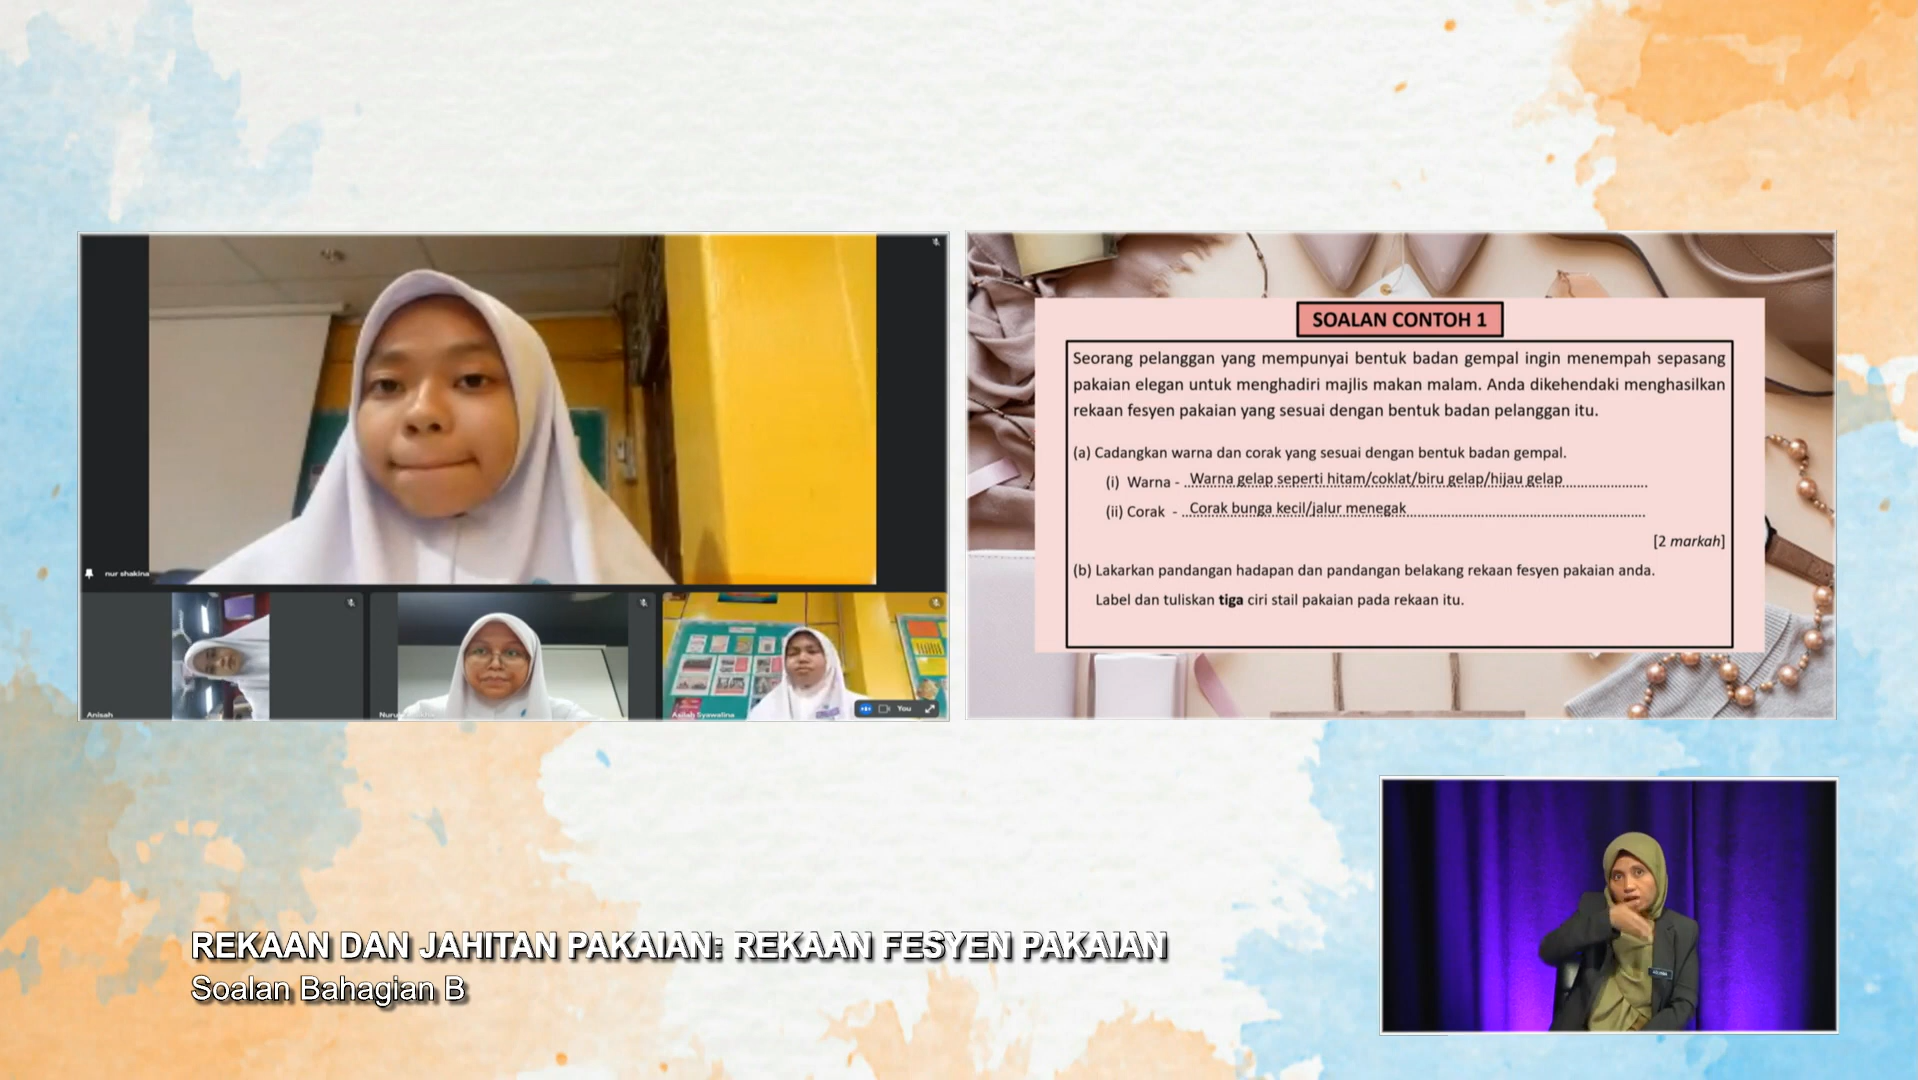 nur shakina
Anisah
Nuru
Asilah Syawalina
You
SOALAN CONTOH 1
Seorang pelanggan yang mempunyai bentuk badan gempal ingin menempah sepasang
pakaian elegan untuk menghadiri majlis makan malam. Anda dikehendaki menghasilkan
rekaan fesyen pakaian yang sesuai dengan bentuk badan pelanggan itu.
(a) Cadangkan warna dan corak yang sesuai dengan bentuk badan gempal.
(i) Warna - Warna gelap seperti hitam/coklat/biru gelap/hijau gelap
(ii) Corak - Corak bunga kecil/jalur menegak
[2 markah]
(b) Lakarkan pandangan hadapan dan pandangan belakang rekaan fesyen pakaian anda.
Label dan tuliskan tiga ciri stail pakaian pada rekaan itu.
REKAAN DAN JAHITAN PAKAIAN: REKAAN FESYEN PAKAIAN
Soalan Bahagian B